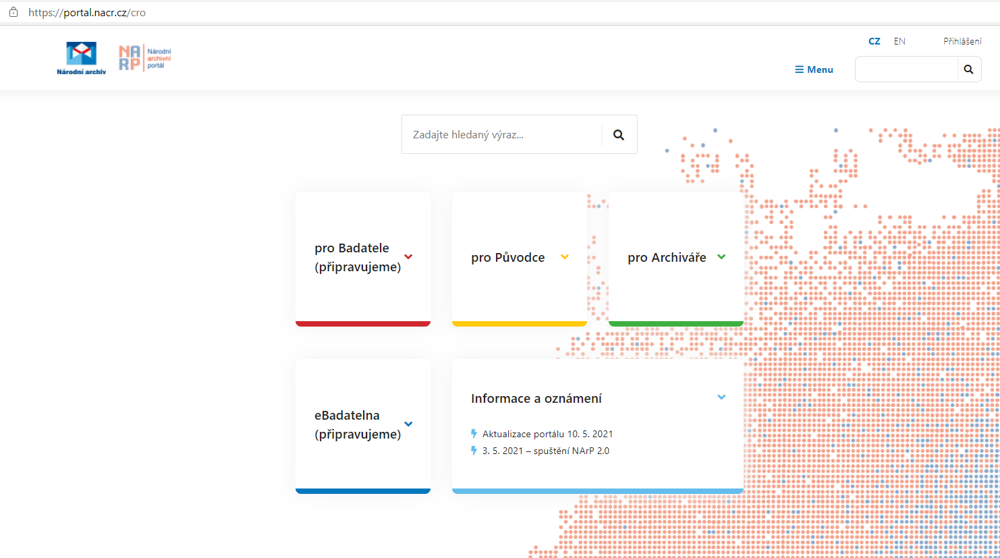 https://portal.nacr.cz/cro
Národní archiv
NA
RP
Národní
archivní
portál
CZ EN Přihlášení
Menu
Zadajte hledaný výraz...
pro Badatele
(připravujeme)
pro Původce
pro Archiváře
eBadatelna
(připravujeme)
Informace a oznámení
Aktualizace portálu 10. 5. 2021
3. 5. 2021 – spuštění NArP 2.0